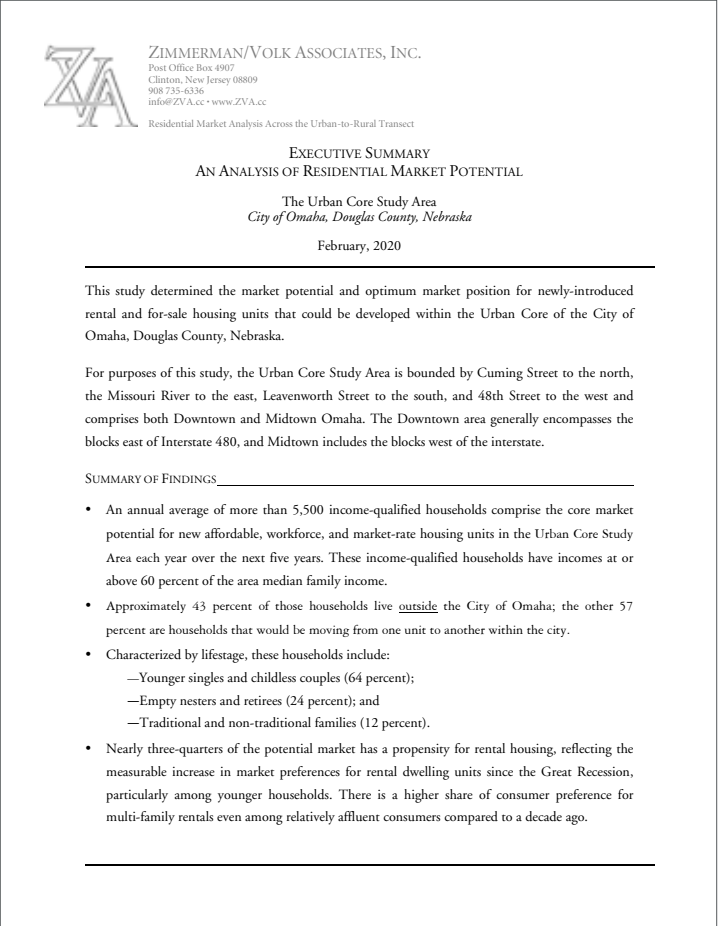 ZVA
ZIMMERMAN/VOLK ASSOCIATES, INC.
Post Office Box 4907
Clinton, New Jersey 08809
908 735-6336
info@ZVA.cc • www.ZVA.cc
Residential Market Analysis Across the Urban-to-Rural Transect
EXECUTIVE SUMMARY
AN ANALYSIS OF RESIDENTIAL MARKET POTENTIAL
The Urban Core Study Area
City of Omaha, Douglas County, Nebraska
February, 2020
This study determined the market potential and optimum market position for newly-introduced
rental and for-sale housing units that could be developed within the Urban Core of the City of
Omaha, Douglas County, Nebraska.
For purposes of this study, the Urban Core Study Area is bounded by Cuming Street to the north,
the Missouri River to the east, Leavenworth Street to the south, and 48th Street to the west and
comprises both Downtown and Midtown Omaha. The Downtown area generally encompasses the
blocks east of Interstate 480, and Midtown includes the blocks west of the interstate.
SUMMARY OF FINDINGS
• An annual average of more than 5,500 income-qualified households comprise the core market
potential for new affordable, workforce, and market-rate housing units in the Urban Core Study
Area each year over the next five years. These income-qualified households have incomes at or
above 60 percent of the area median family income.
• Approximately 43 percent of those households live outside the City of Omaha; the other 57
percent are households that would be moving from one unit to another within the city.
• Characterized by lifestage, these households include:
—Younger singles and childless couples (64 percent);
—Empty nesters and retirees (24 percent); and
—Traditional and non-traditional families (12 percent).
• Nearly three-quarters of the potential market has a propensity for rental housing, reflecting the
measurable increase in market preferences for rental dwelling units since the Great Recession,
particularly among younger households. There is a higher share of consumer preference for
multi-family rentals even among relatively affluent consumers compared to a decade ago.